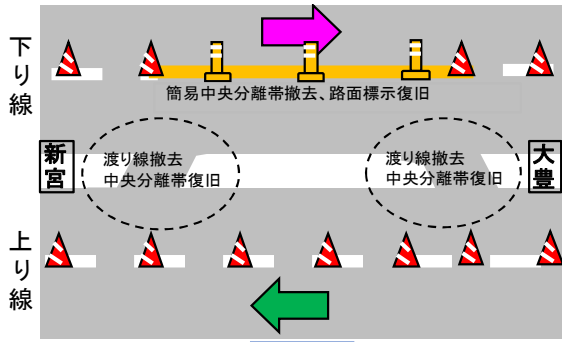 下り線
簡易中央分離帯撤去、路面標示復旧
新宮
渡り線撤去
中央分離帯復旧
渡り線撤去
中央分離帯復旧
大豊
上り線